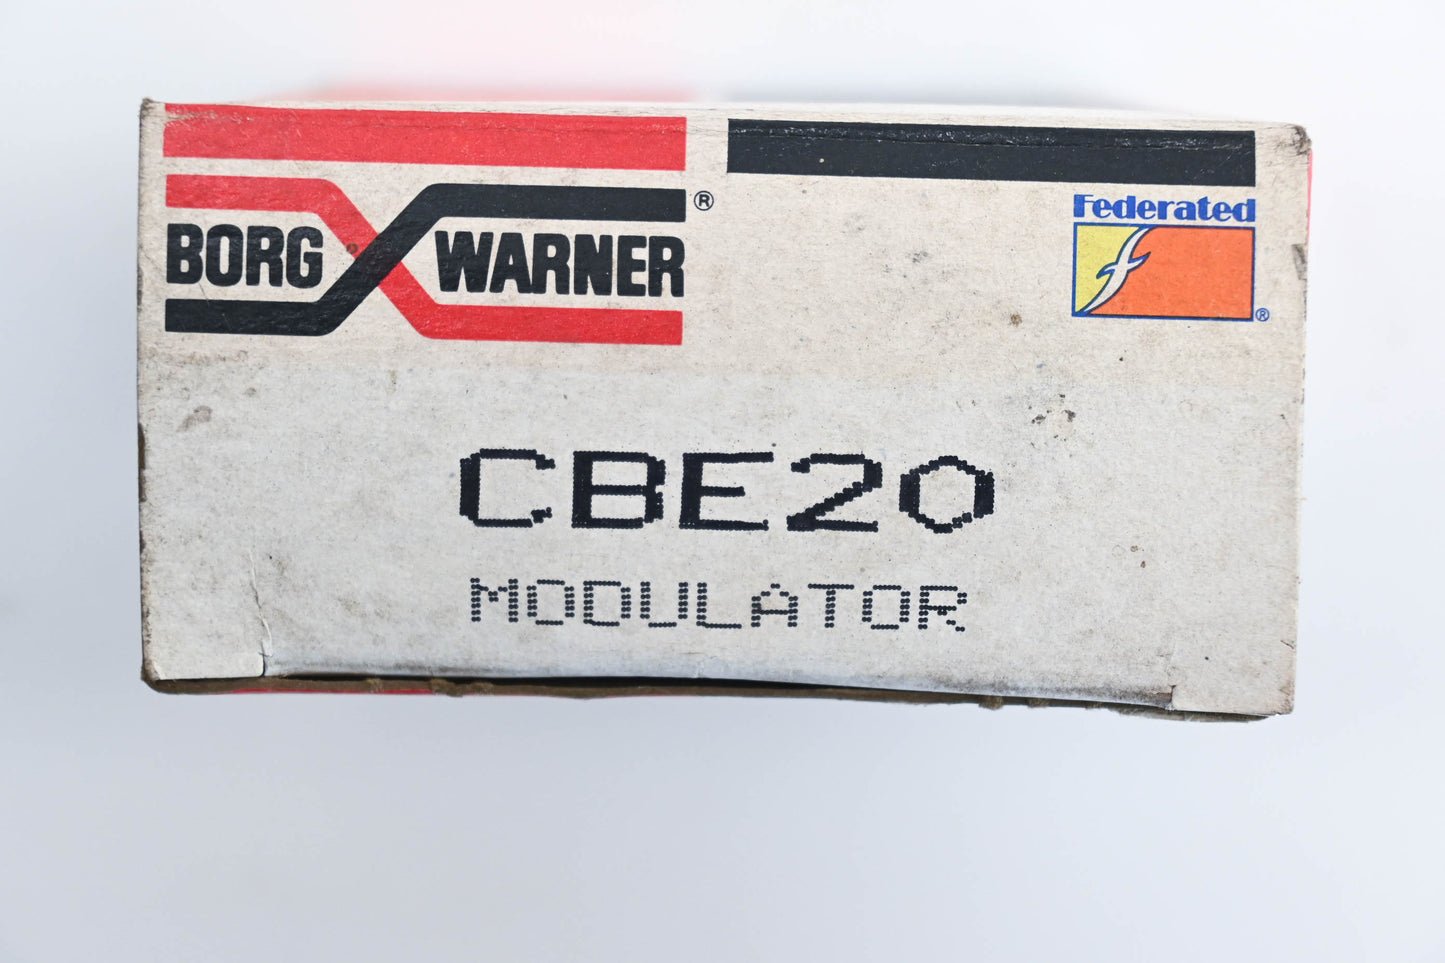 BORG WARNER ®
Federated
f ®
CBE20
MODULATOR